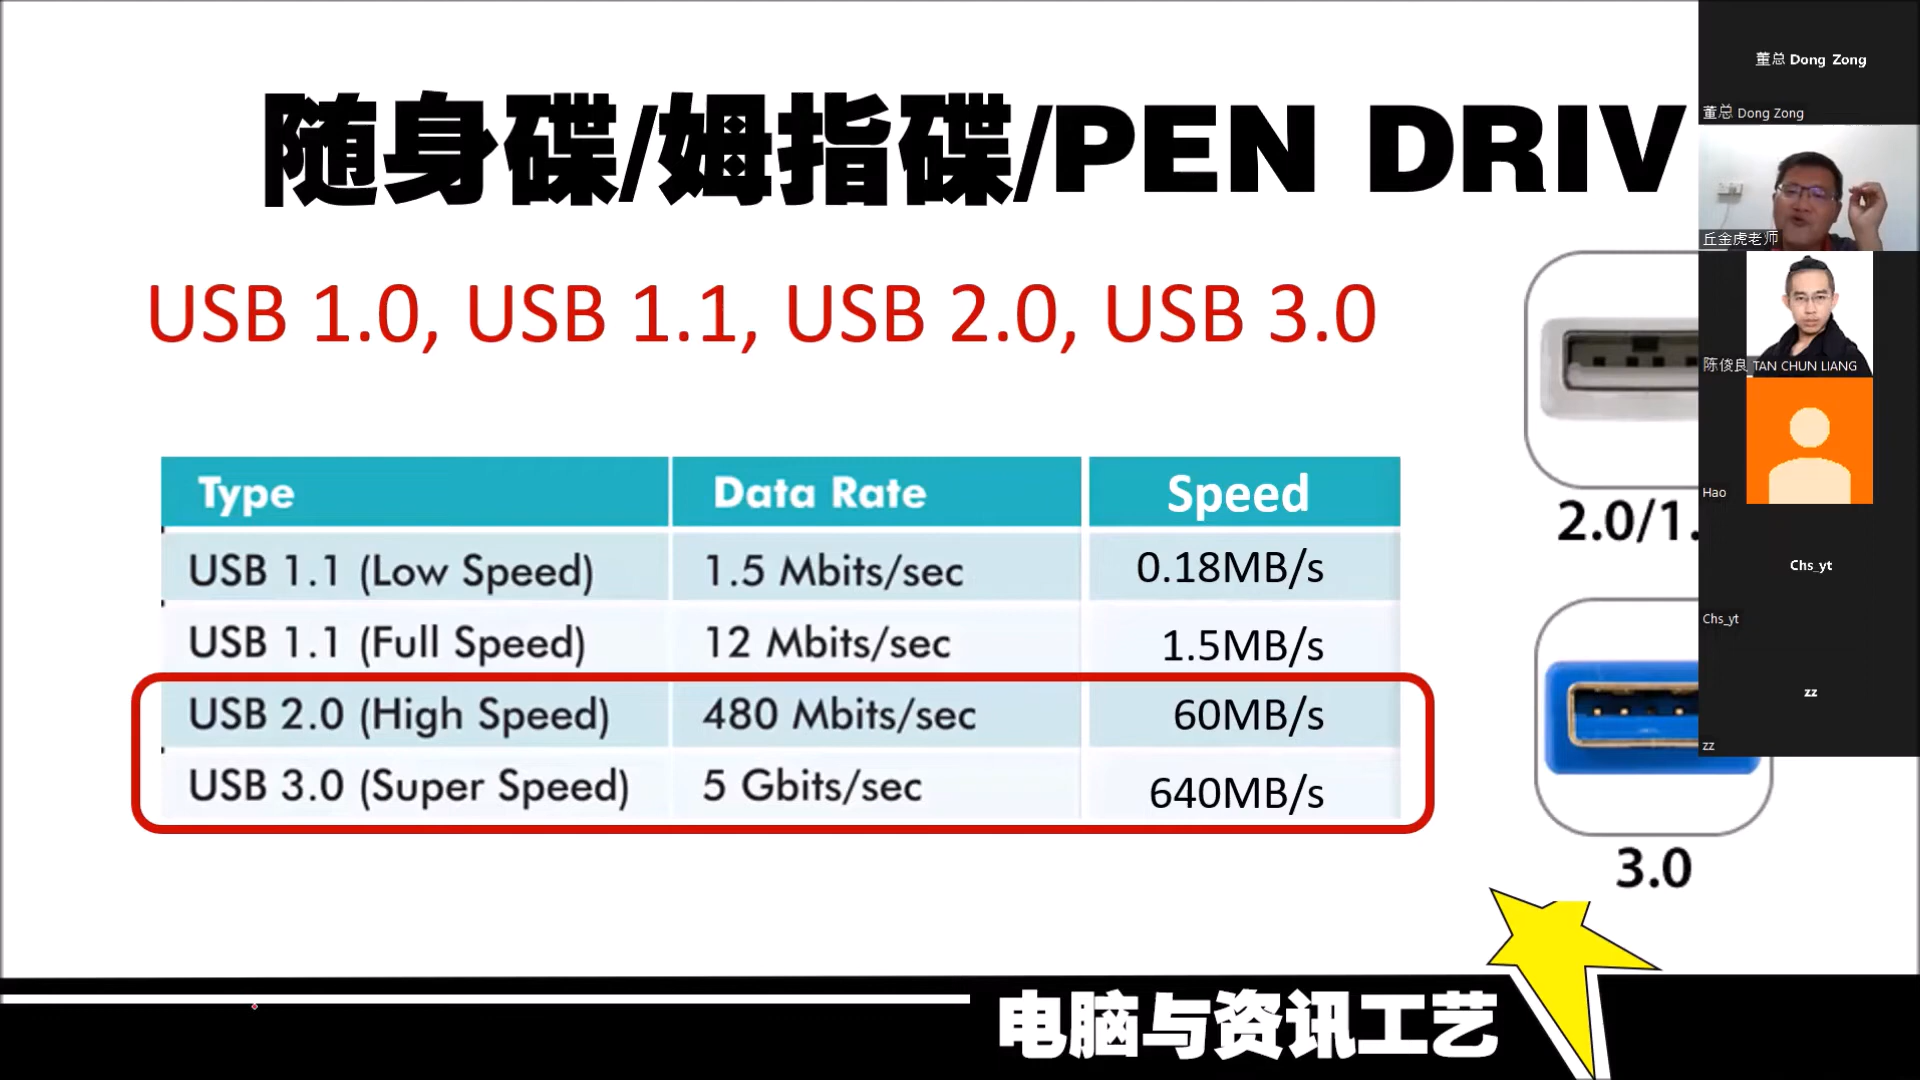 随身碟/姆指碟/PEN DRIV
USB 1.0, USB 1.1, USB 2.0, USB 3.0
Type Data Rate Speed
USB 1.1 (Low Speed) 1.5 Mbits/sec 0.18MB/s
USB 1.1 (Full Speed) 12 Mbits/sec 1.5MB/s
USB 2.0 (High Speed) 480 Mbits/sec 60MB/s
USB 3.0 (Super Speed) 5 Gbits/sec 640MB/s
2.0/1.
3.0
电脑与资讯工艺
董总 Dong Zong
董总 Dong Zong
丘金虎老师
陈俊良 TAN CHUN LIANG
Hao
Chs_yt
Chs_yt
zz
zz